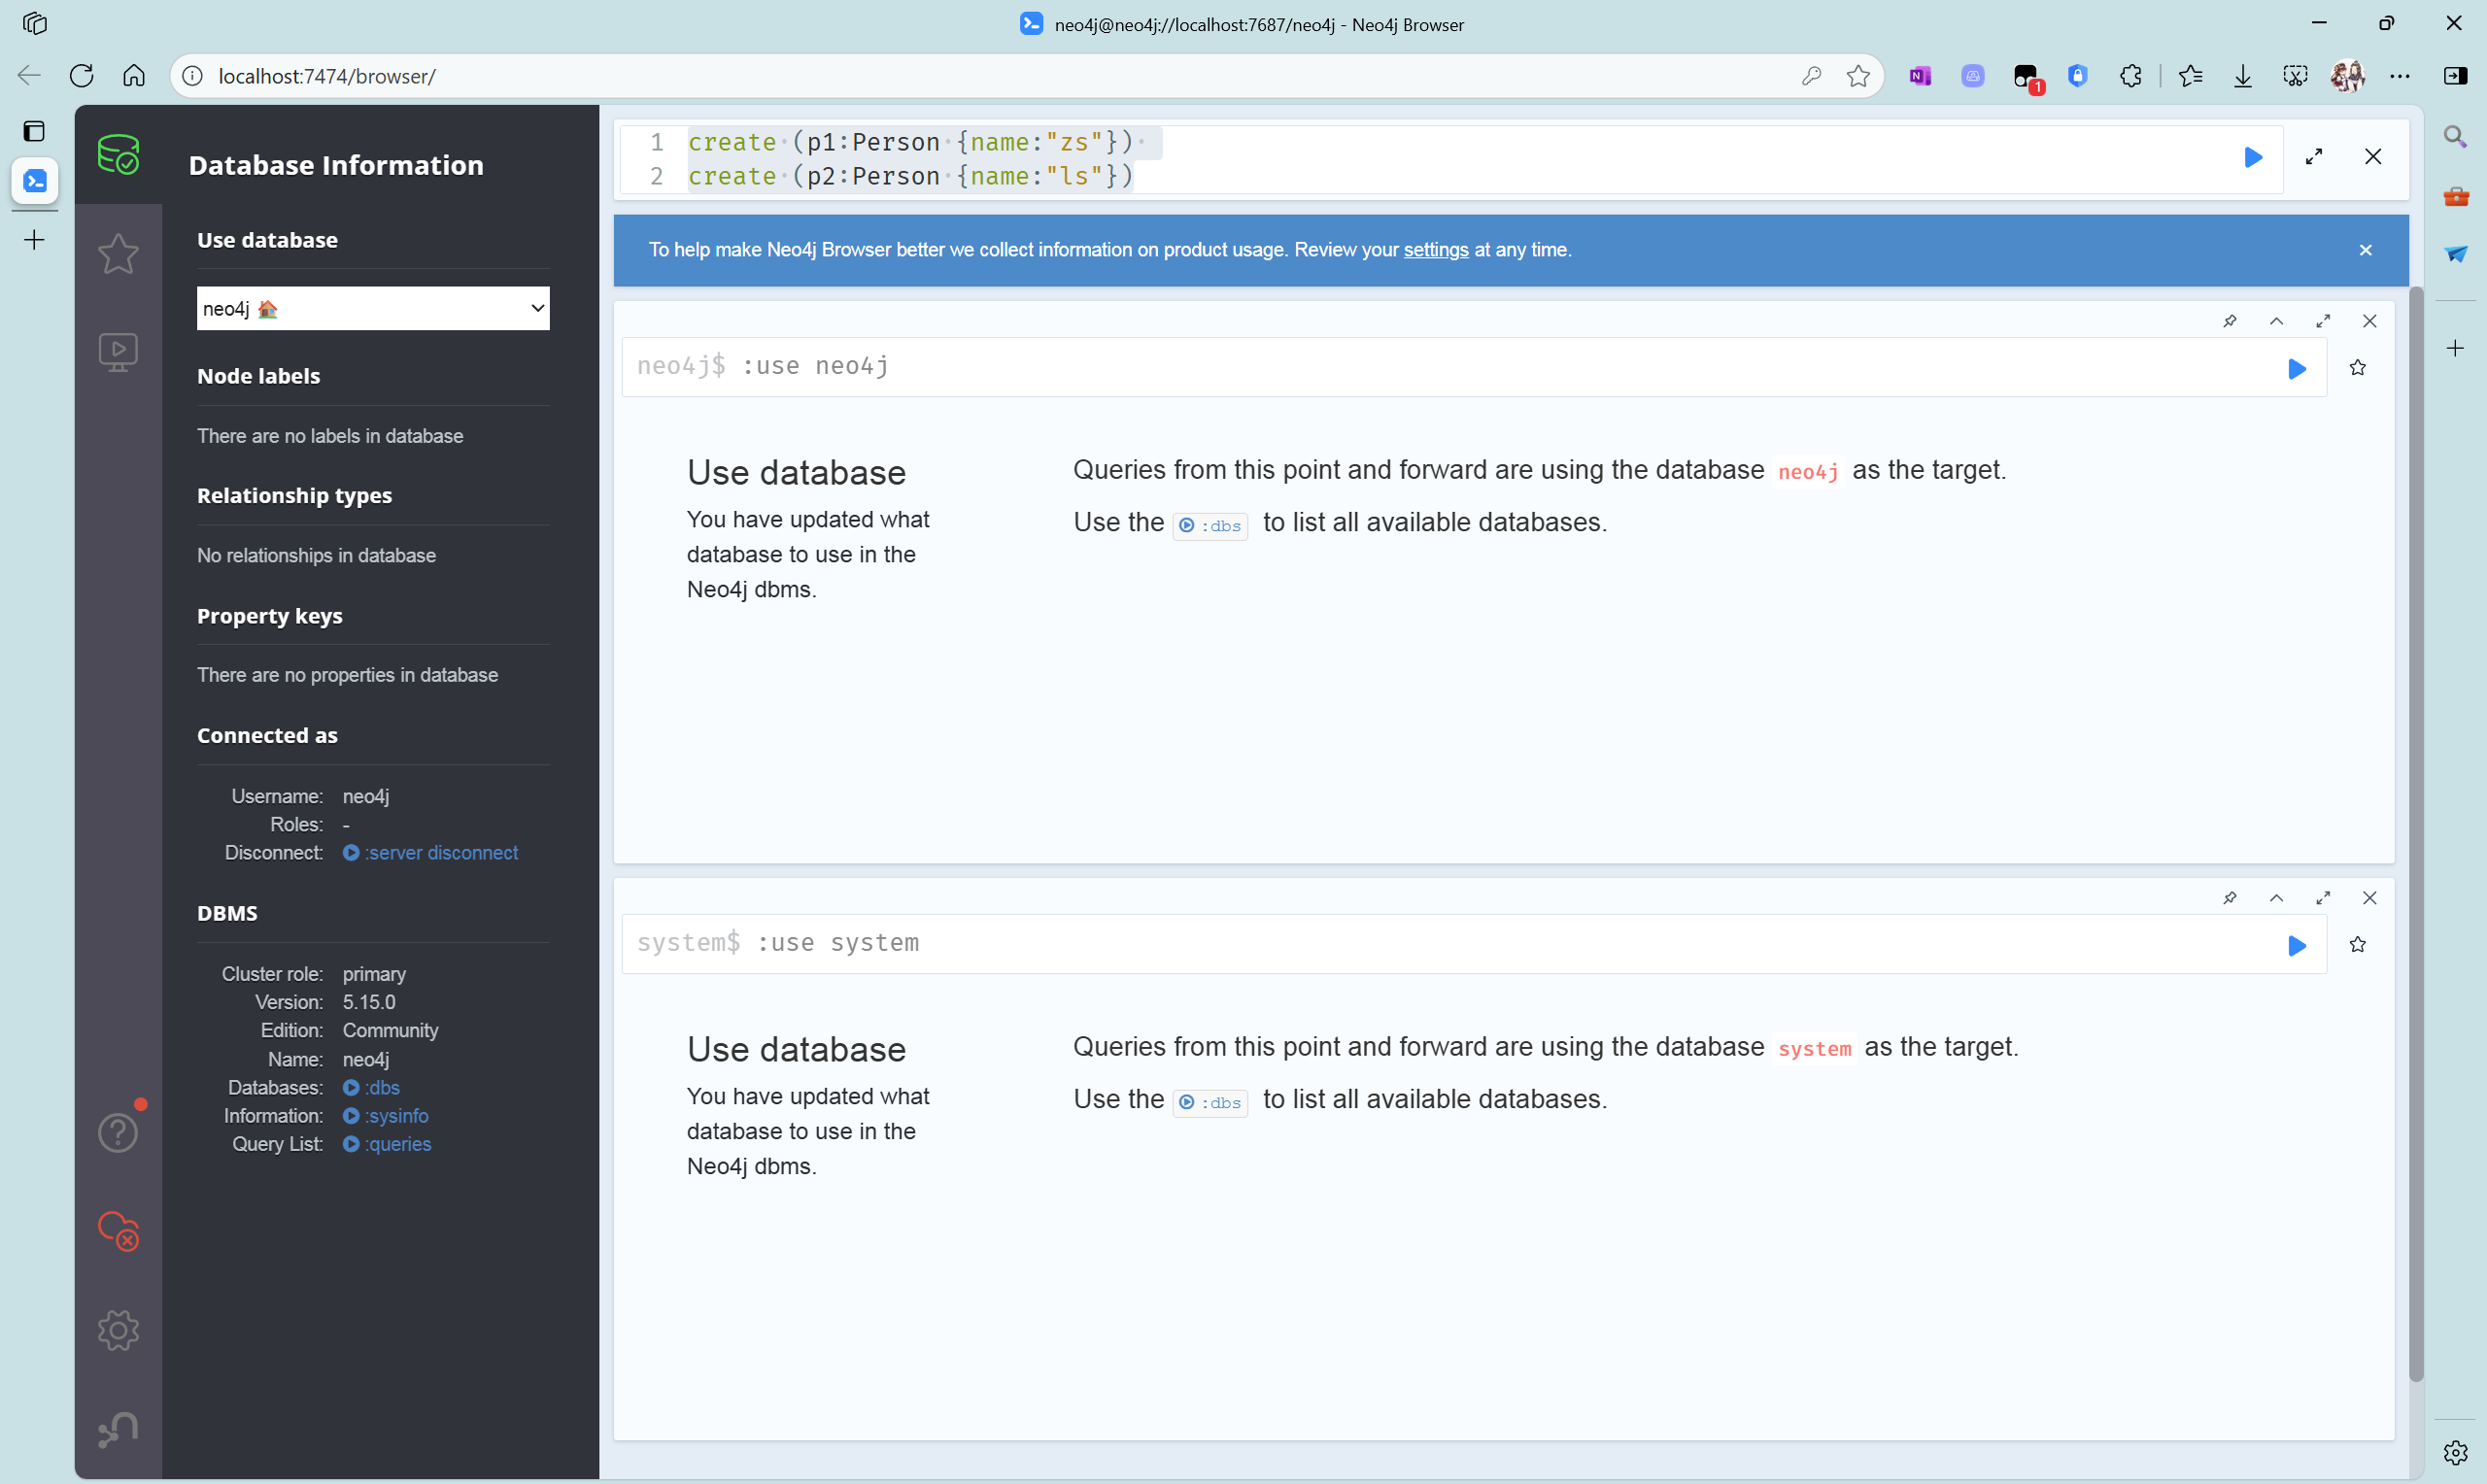 neo4j@neo4j://localhost:7687/neo4j - Neo4j Browser
localhost:7474/browser/
1
Database Information
Use database
neo4j
Node labels
There are no labels in database
Relationship types
No relationships in database
Property keys
There are no properties in database
Connected as
Username: neo4j
Roles: -
Disconnect: :server disconnect
DBMS
Cluster role: primary
Version: 5.15.0
Edition: Community
Name: neo4j
Databases: :dbs
Information: :sysinfo
Query List: :queries
1 create (p1:Person {name:"zs"})
2 create (p2:Person {name:"ls"})
To help make Neo4j Browser better we collect information on product usage. Review your settings at any time.
neo4j$ :use neo4j
Use database
You have updated what
database to use in the
Neo4j dbms.
Queries from this point and forward are using the database neo4j as the target.
Use the :dbs to list all available databases.
system$ :use system
Use database
You have updated what
database to use in the
Neo4j dbms.
Queries from this point and forward are using the database system as the target.
Use the :dbs to list all available databases.